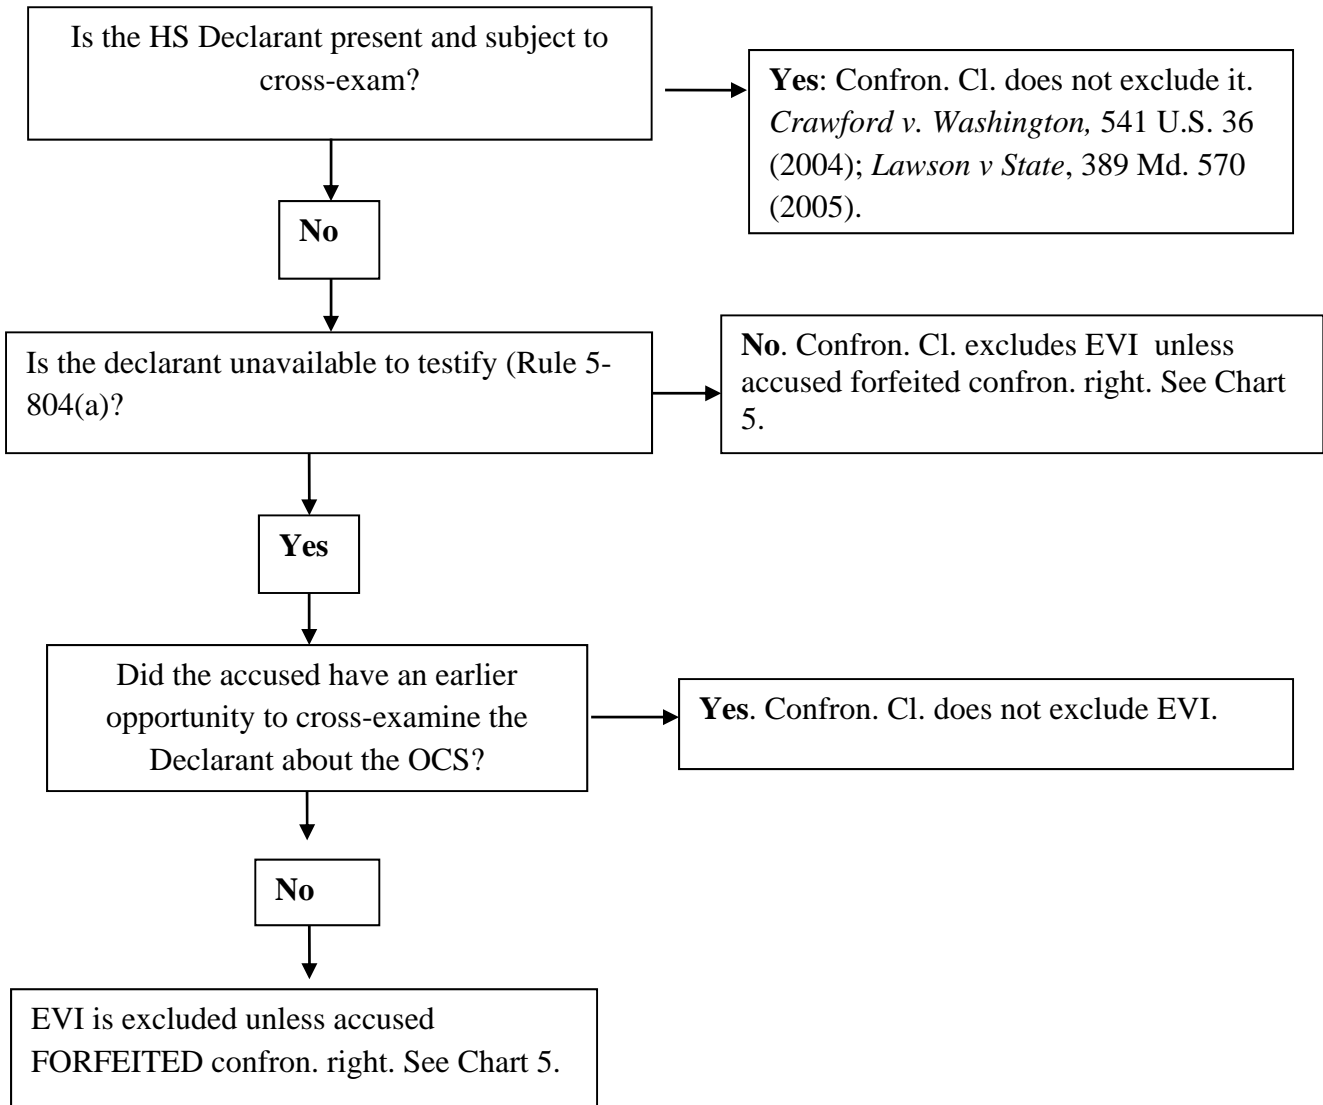 Is the HS Declarant present and subject to
cross-exam?
Yes: Confron. Cl. does not exclude it.
Crawford v. Washington, 541 U.S. 36
(2004); Lawson v State, 389 Md. 570
(2005).
No
Is the declarant unavailable to testify (Rule 5-
804(a)?
No. Confron. Cl. excludes EVI unless
accused forfeited confron. right. See Chart
5.
Yes
Did the accused have an earlier
opportunity to cross-examine the
Declarant about the OCS?
Yes. Confron. Cl. does not exclude EVI.
No
EVI is excluded unless accused
FORFEITED confron. right. See Chart 5.